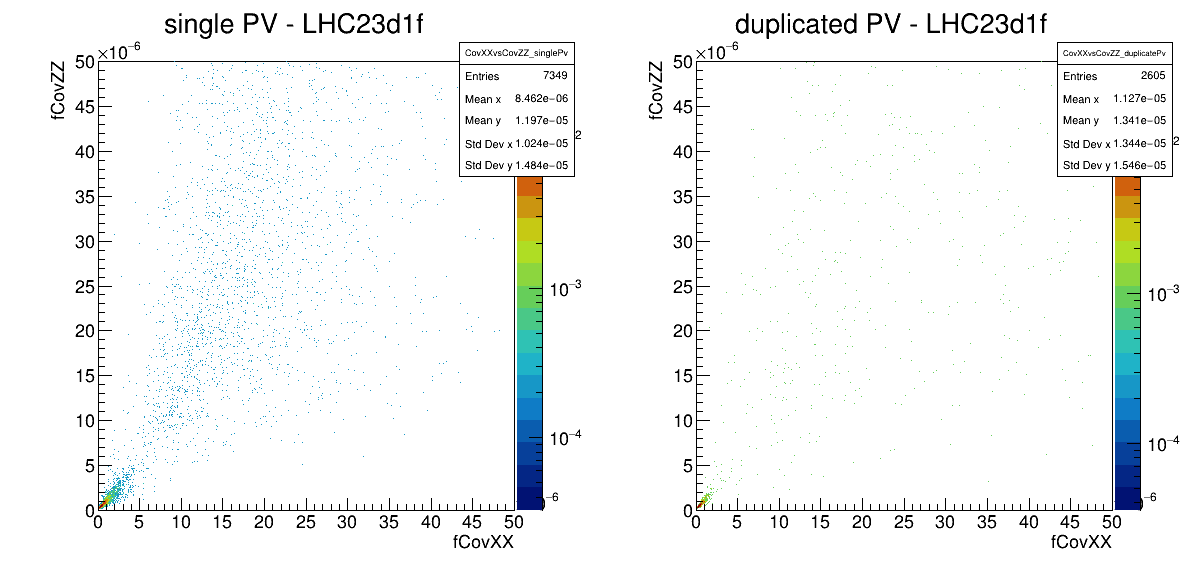 single PV - LHC23d1f
×10⁻⁶
fCovZZ
50
45
40
35
30
25
20
15
10
5
0
0 5 10 15 20 25 30 35 40 45 50
fCovXX
CovXXvsCovZZ_singlePv
Entries 7349
Mean x 8.462e−06
Mean y 1.197e−05
Std Dev x 1.024e−05
Std Dev y 1.484e−05
2
10⁻³
10⁻⁴
⁻⁶
duplicated PV - LHC23d1f
×10⁻⁶
fCovZZ
50
45
40
35
30
25
20
15
10
5
0
0 5 10 15 20 25 30 35 40 45 50
fCovXX
CovXXvsCovZZ_duplicatePv
Entries 2605
Mean x 1.127e−05
Mean y 1.341e−05
Std Dev x 1.344e−05
Std Dev y 1.546e−05
2
10⁻³
10⁻⁴
⁻⁶